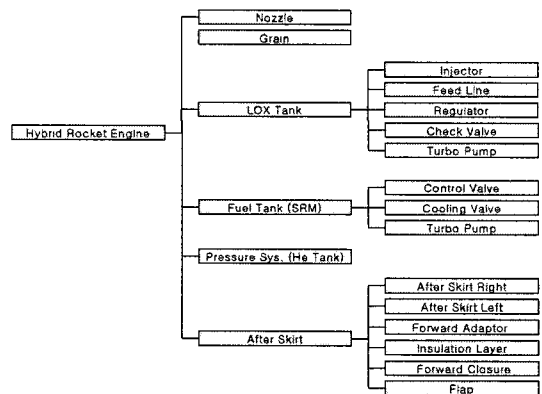 Nozzle
Grain
Injector
Feed Line
LOX Tank
Regulator
Hybrid Rocket Engine
Check Valve
Turbo Pump
Control Valve
Fuel Tank (SRM)
Cooling Valve
Turbo Pump
Pressure Sys. (He Tank)
After Skirt Right
After Skirt Left
Forward Adaptor
After Skirt
Insulation Layer
Forward Closure
Flap